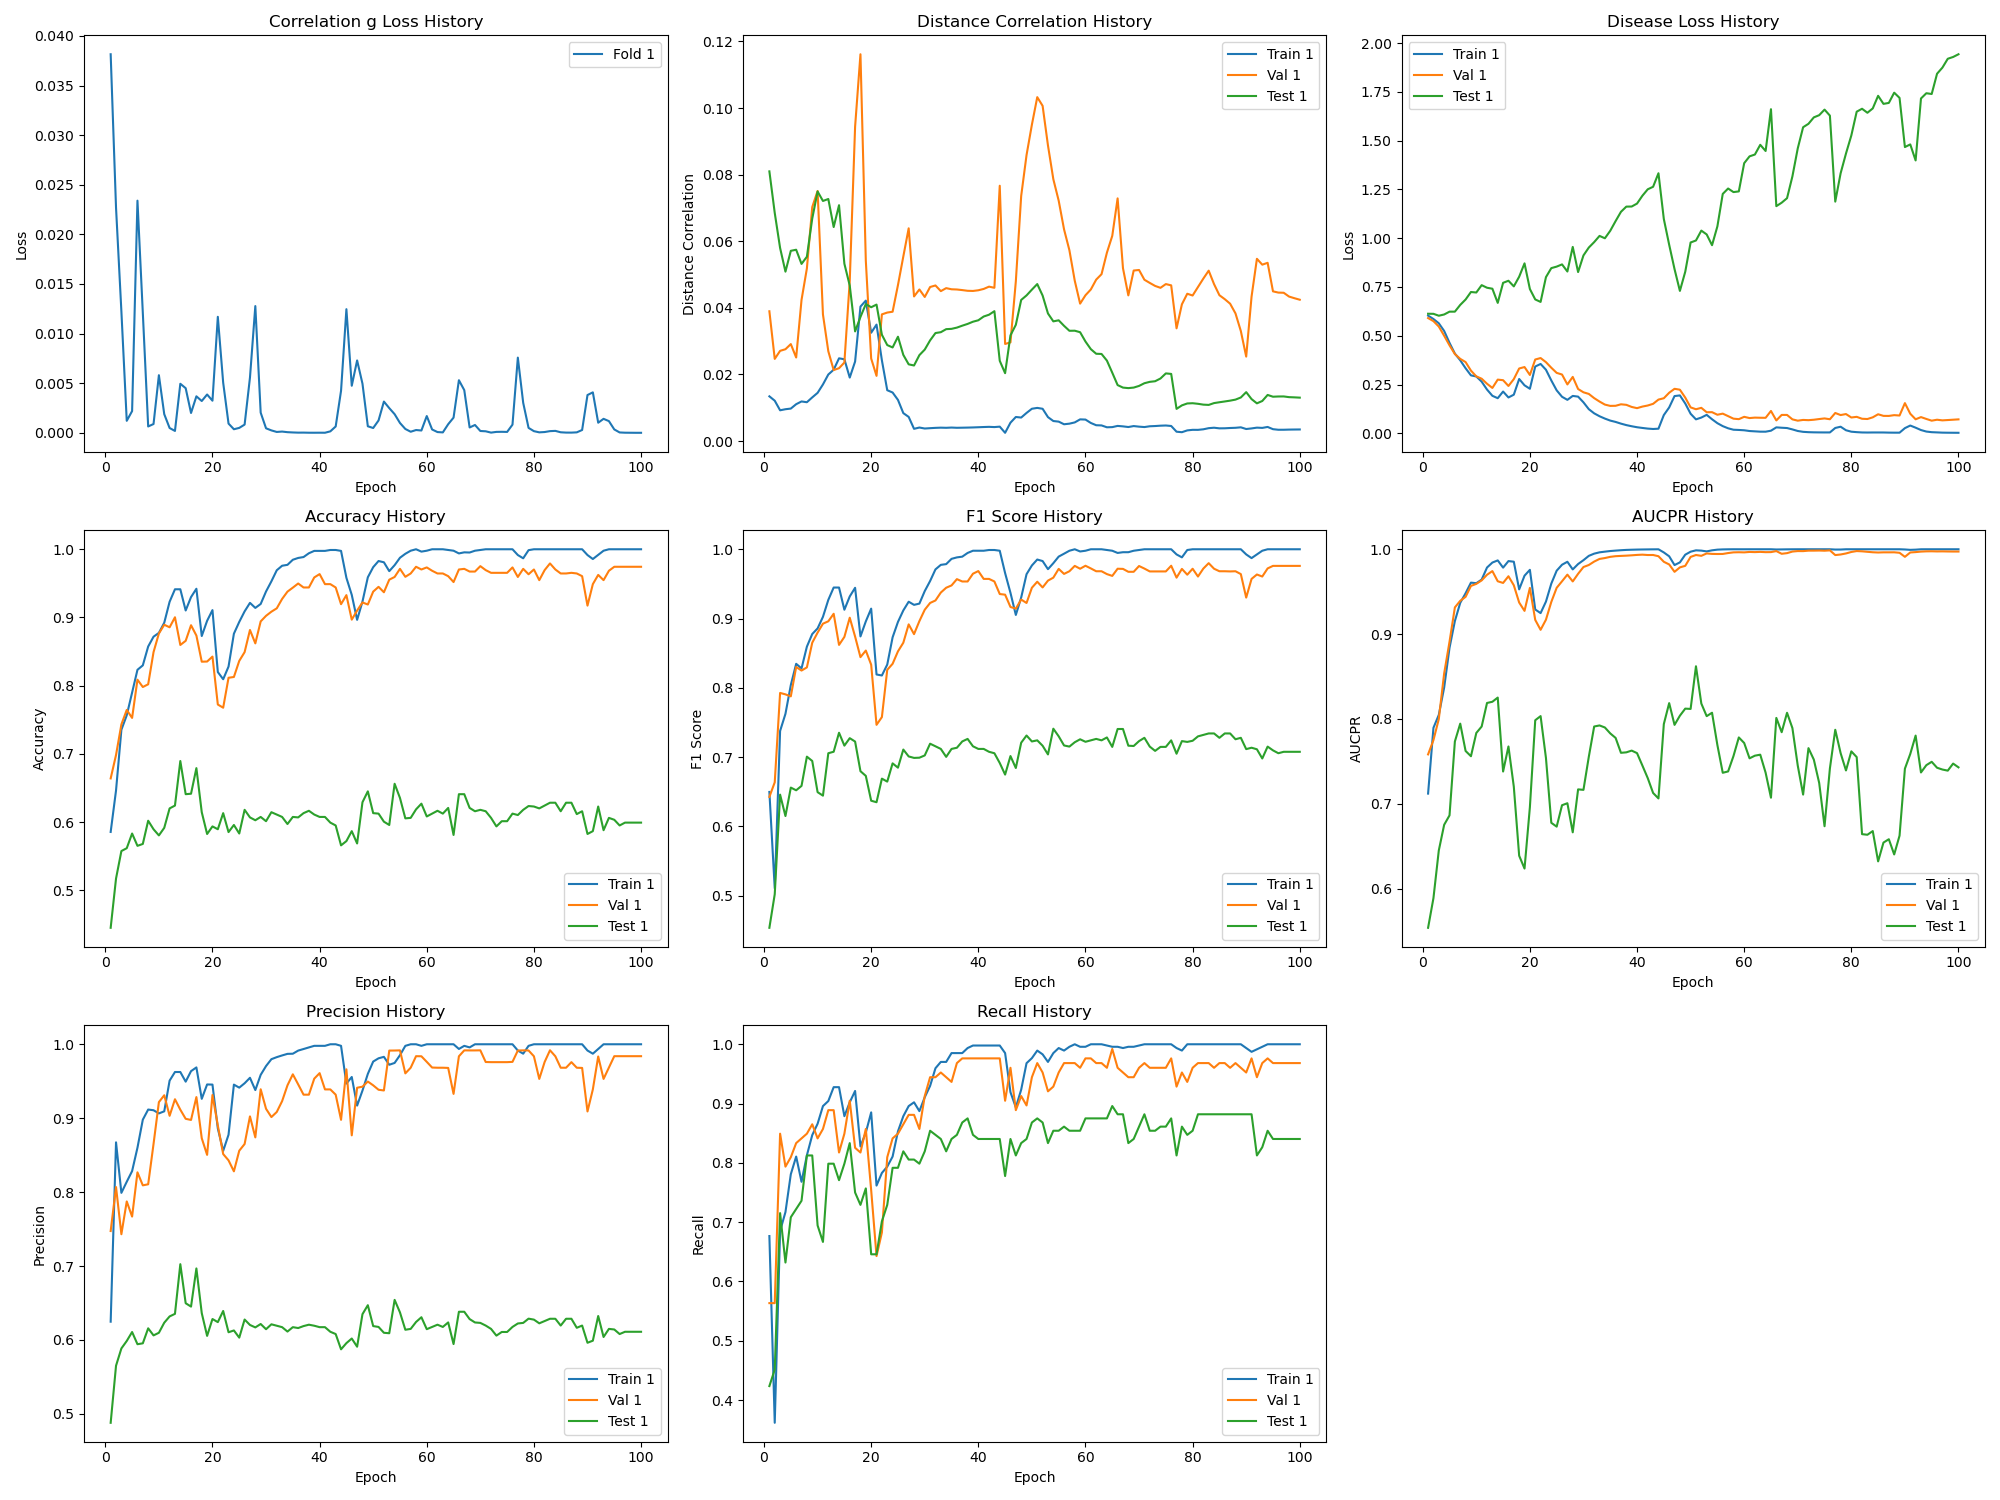 Correlation g Loss History
Loss
0.040
0.035
0.030
0.025
0.020
0.015
0.010
0.005
0.000
0 20 40 60 80 100
Epoch
Fold 1
Distance Correlation History
Distance Correlation
0.12
0.10
0.08
0.06
0.04
0.02
0.00
0 20 40 60 80 100
Epoch
Train 1
Val 1
Test 1
Disease Loss History
Loss
2.00
1.75
1.50
1.25
1.00
0.75
0.50
0.25
0.00
0 20 40 60 80 100
Epoch
Train 1
Val 1
Test 1
Accuracy History
Accuracy
1.0
0.9
0.8
0.7
0.6
0.5
0 20 40 60 80 100
Epoch
Train 1
Val 1
Test 1
F1 Score History
F1 Score
1.0
0.9
0.8
0.7
0.6
0.5
0 20 40 60 80 100
Epoch
Train 1
Val 1
Test 1
AUCPR History
AUCPR
1.0
0.9
0.8
0.7
0.6
0 20 40 60 80 100
Epoch
Train 1
Val 1
Test 1
Precision History
Precision
1.0
0.9
0.8
0.7
0.6
0.5
0 20 40 60 80 100
Epoch
Train 1
Val 1
Test 1
Recall History
Recall
1.0
0.9
0.8
0.7
0.6
0.5
0.4
0 20 40 60 80 100
Epoch
Train 1
Val 1
Test 1